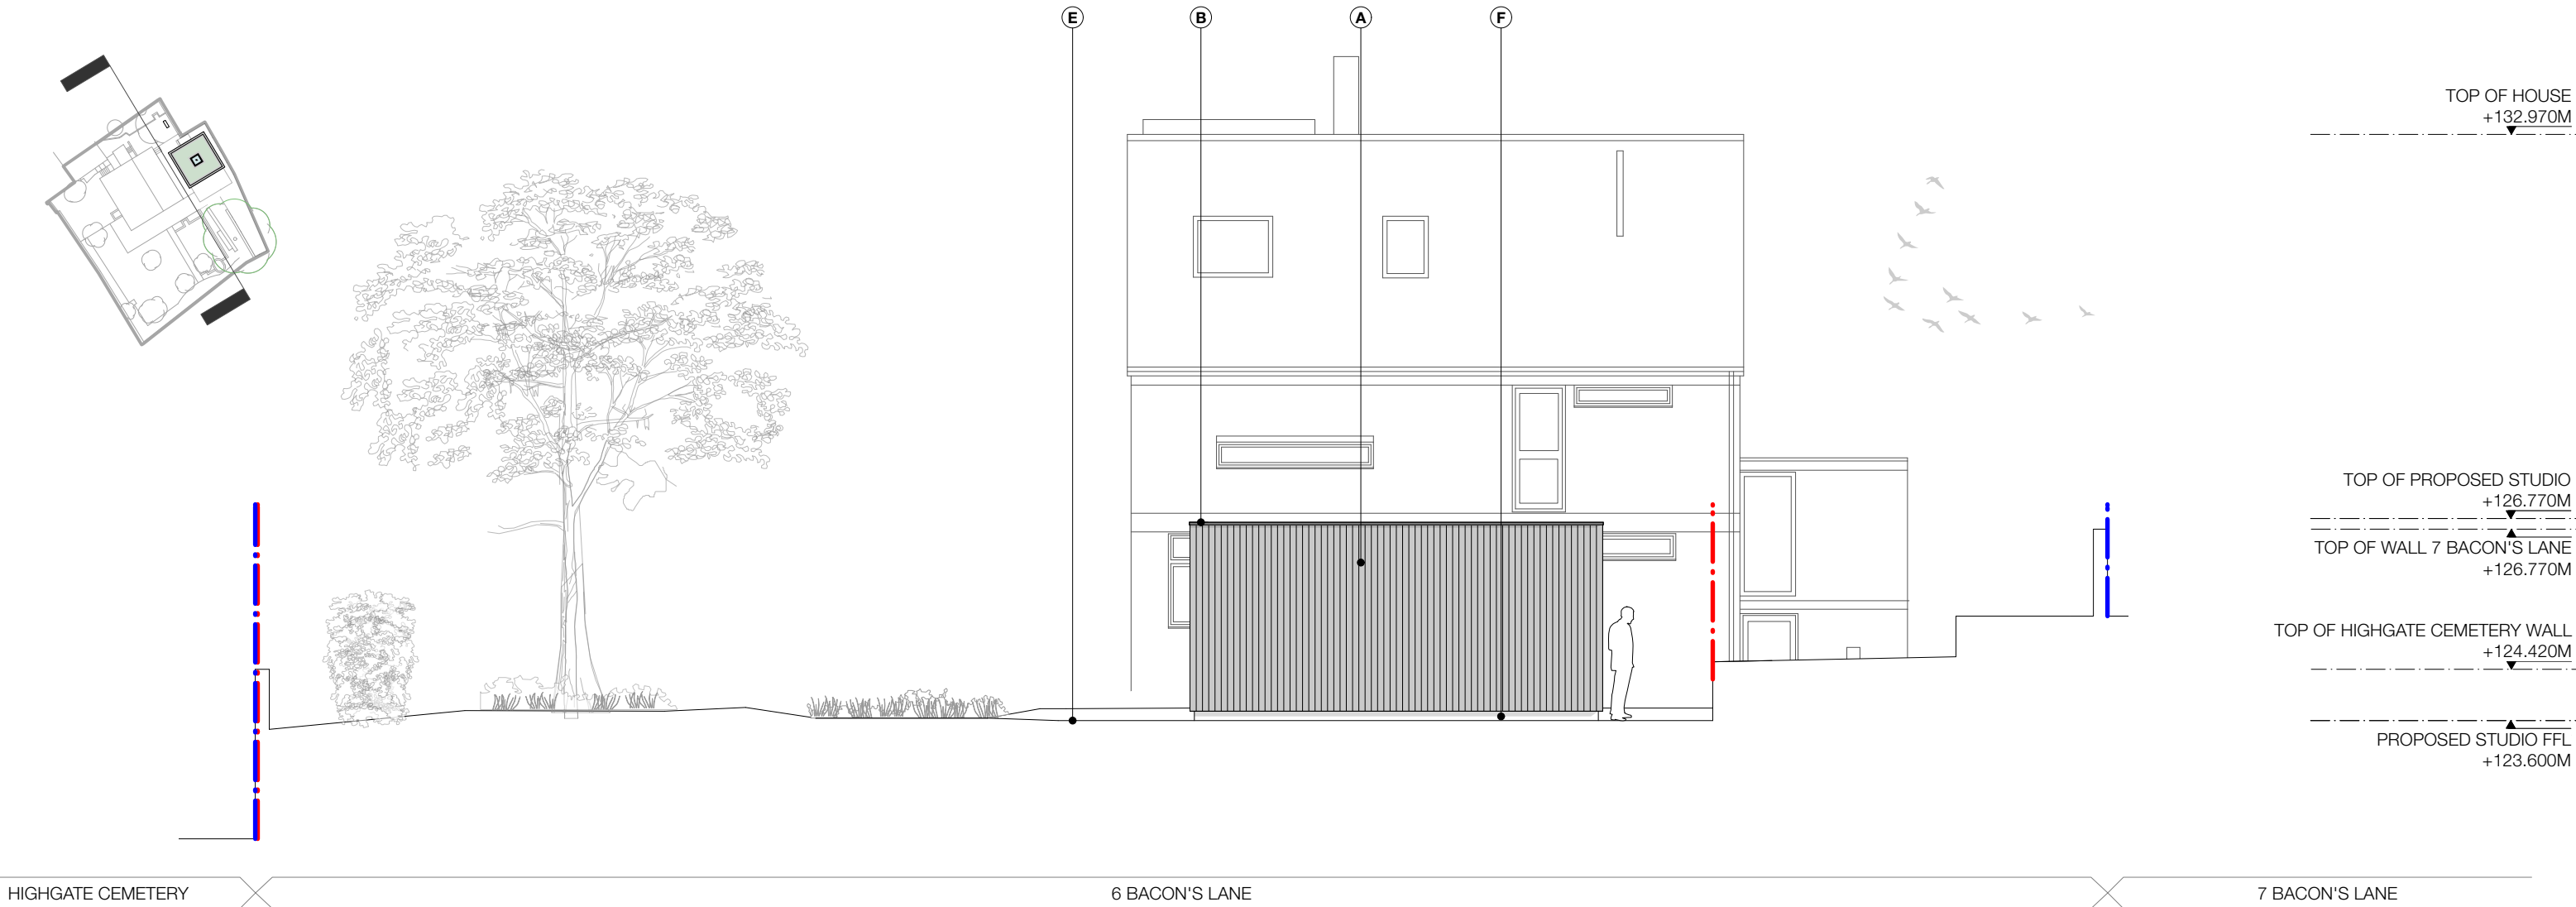 E B A F
TOP OF HOUSE
+132.970M
TOP OF PROPOSED STUDIO
+126.770M
TOP OF WALL 7 BACON'S LANE
+126.770M
TOP OF HIGHGATE CEMETERY WALL
+124.420M
PROPOSED STUDIO FFL
+123.600M
HIGHGATE CEMETERY
6 BACON'S LANE
7 BACON'S LANE